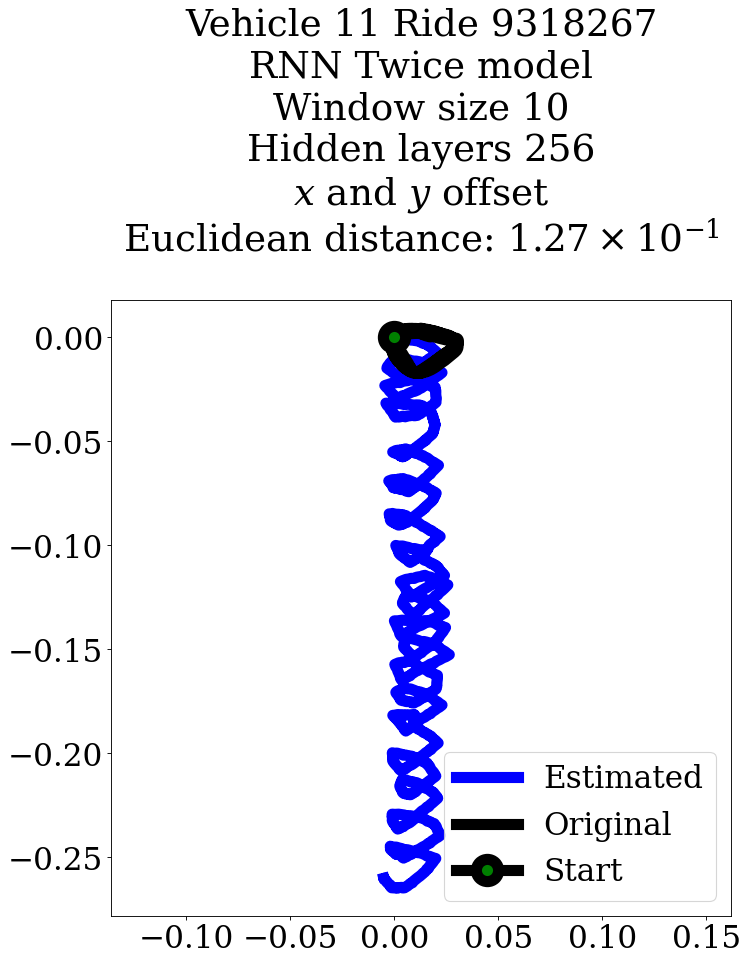 Vehicle 11 Ride 9318267
RNN Twice model
Window size 10
Hidden layers 256
x and y offset
Euclidean distance: 1.27 × 10⁻¹
0.00
−0.05
−0.10
−0.15
−0.20
−0.25
Estimated
Original
Start
−0.10 −0.05 0.00 0.05 0.10 0.15